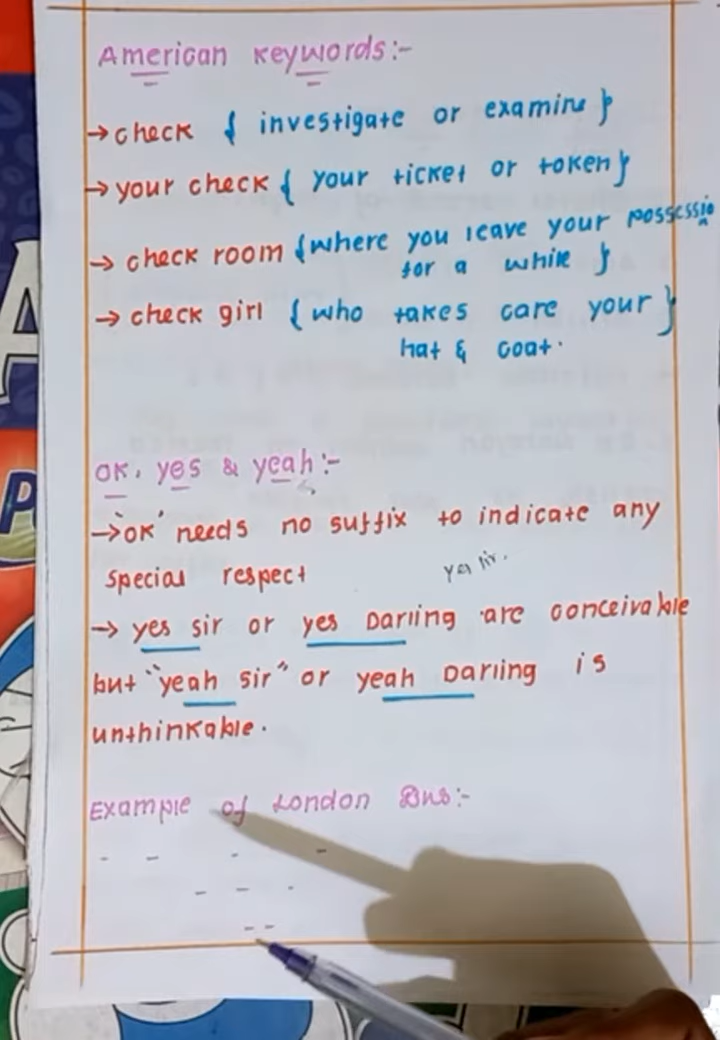 American Keywords:-
→ check { investigate or examine }
→ your check { your ticket or token }
→ check room { where you leave your possessio
for a while }
→ check girl { who takes care your }
hat & coat.
OK, yes & yeah :-
→ 'OK' needs no suffix to indicate any
special respect
yes sir.
→ yes sir or yes Darling are conceivable
but "yeah sir" or yeah Darling is
unthinkable.
Example of London Bus:-